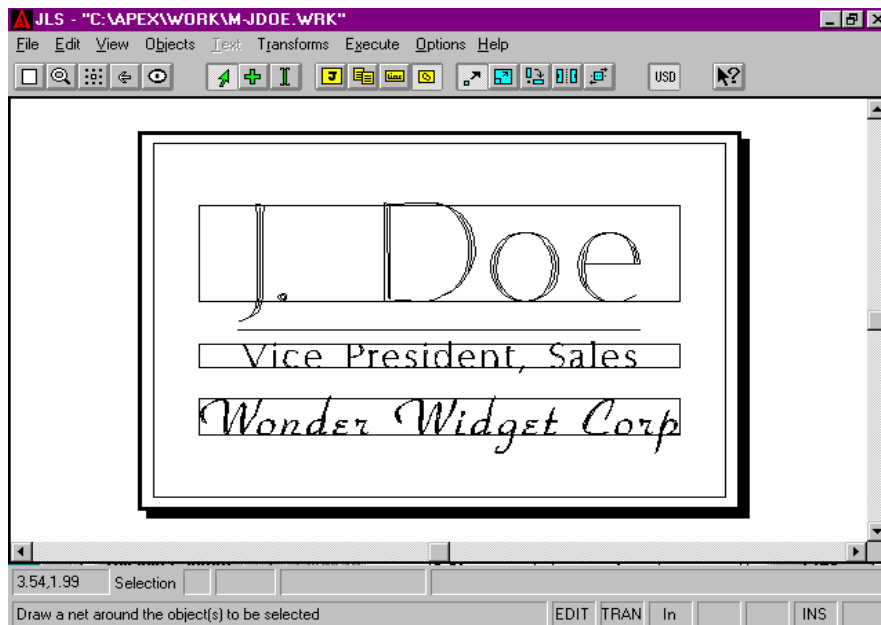 JLS - "C:\APEX\WORK\M-JDOE.WRK"
File Edit View Objects Text Transforms Execute Options Help
J Line USD ?
J. Doe
Vice President, Sales
Wonder Widget Corp
3.54,1.99 Selection
Draw a net around the object(s) to be selected EDIT TRAN In INS